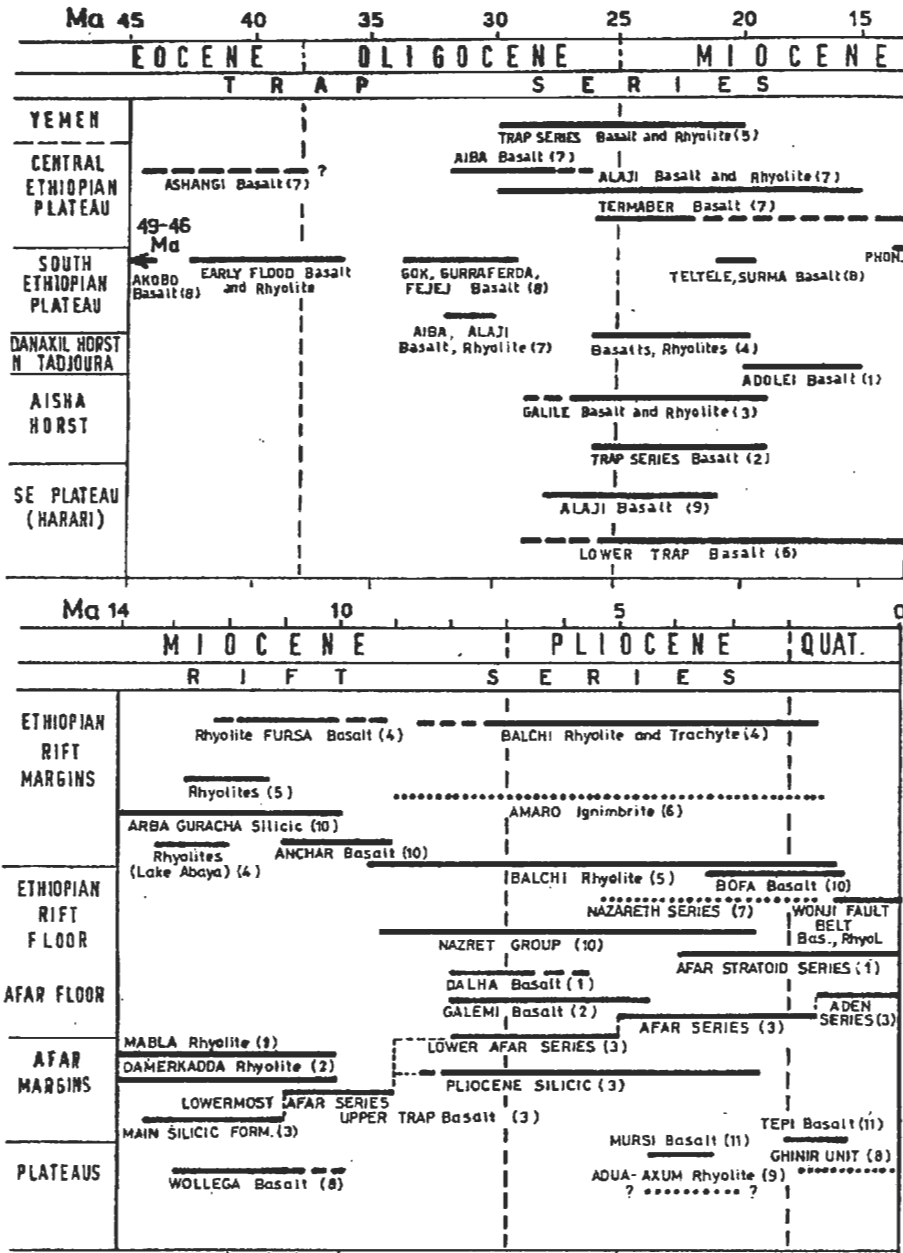 Ma 45 40 35 30 25 20 15
EOCENE OLIGOCENE MIOCENE
TRAP SERIES
YEMEN
TRAP SERIES Basalt and Rhyolite (5)
CENTRAL
ETHIOPIAN
PLATEAU
AIBA
Basalt (7)
ASHANGI Basalt (7) ?
ALAJI Basalt and Rhyolite (7)
TERMABER Basalt (7)
SOUTH
ETHIOPIAN
PLATEAU
49-46
Ma
AKOBO
Basalt (8)
EARLY FLOOD Basalt
and Rhyolite
GOK, GURRAFERDA,
FEJEJ Basalt (8)
TELTELE, SURMA Basalt (8)
PHON.
AIBA, ALAJI
Basalt, Rhyolite (7)
DANAXIL HORST
N TADJOURA
Basalts, Rhyolites (4)
ADOLEI Basalt (1)
AISHA
HORST
GALILE Basalt and Rhyolite (3)
TRAP SERIES Basalt (2)
SE PLATEAU
(HARARI)
ALAJI Basalt (9)
LOWER TRAP Basalt (6)
Ma 14 10 5 0
MIOCENE PLIOCENE QUAT.
RIFT SERIES
ETHIOPIAN
RIFT
MARGINS
Rhyolite FURSA Basalt (4)
BALCHI Rhyolite and Trachyte (4)
Rhyolites (5)
AMARO Ignimbrite (6)
ARBA GURACHA Silicic (10)
Rhyolites
(Lake Abaya) (4)
ANCHAR Basalt (10)
ETHIOPIAN
RIFT
FLOOR
BALCHI Rhyolite (5)
BOFA Basalt (10)
NAZARETH SERIES (7)
WONJI FAULT
BELT
Bas., Rhyol
NAZRET GROUP (10)
AFAR STRATOID SERIES (1)
AFAR FLOOR
DALHA Basalt (1)
GALEMI Basalt (2)
AFAR SERIES (3)
ADEN
SERIES (3)
AFAR
MARGINS
MABLA Rhyolite (1)
LOWER AFAR SERIES (3)
DAMERKADDA Rhyolite (2)
PLIOCENE SILICIC (3)
LOWERMOST AFAR SERIES
UPPER TRAP Basalt (3)
MAIN SILICIC FORM. (3)
PLATEAUS
TEPI Basalt (11)
MURSI Basalt (11)
GHINIR UNIT (8)
WOLLEGA Basalt (8)
ADUA-AXUM Rhyolite (9)
? ?